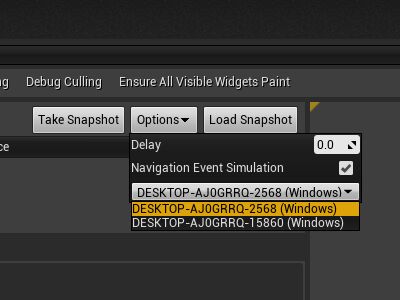 Debug Culling Ensure All Visible Widgets Paint
Take Snapshot Options Load Snapshot
Delay 0.0
Navigation Event Simulation
DESKTOP-AJ0GRRQ-2568 (Windows)
DESKTOP-AJ0GRRQ-2568 (Windows)
DESKTOP-AJ0GRRQ-15860 (Windows)